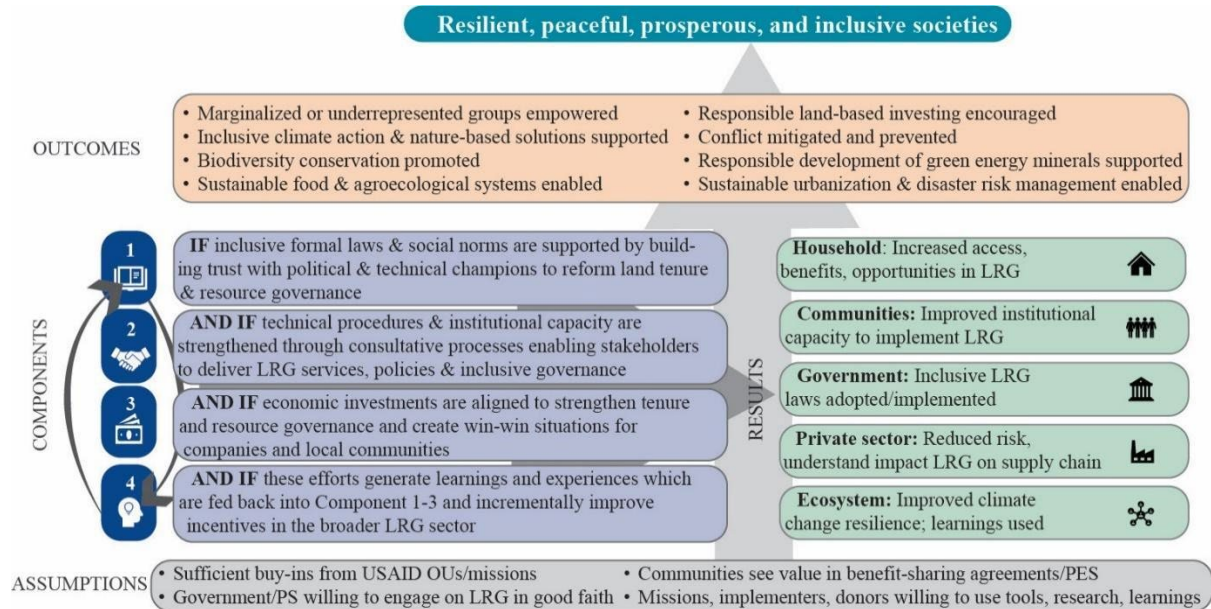 Resilient, peaceful, prosperous, and inclusive societies
OUTCOMES
• Marginalized or underrepresented groups empowered
• Inclusive climate action & nature-based solutions supported
• Biodiversity conservation promoted
• Sustainable food & agroecological systems enabled
• Responsible land-based investing encouraged
• Conflict mitigated and prevented
• Responsible development of green energy minerals supported
• Sustainable urbanization & disaster risk management enabled
COMPONENTS
1
IF inclusive formal laws & social norms are supported by build-
ing trust with political & technical champions to reform land tenure
& resource governance
2
AND IF technical procedures & institutional capacity are
strengthened through consultative processes enabling stakeholders
to deliver LRG services, policies & inclusive governance
3
AND IF economic investments are aligned to strengthen tenure
and resource governance and create win-win situations for
companies and local communities
4
AND IF these efforts generate learnings and experiences which
are fed back into Component 1-3 and incrementally improve
incentives in the broader LRG sector
RESULTS
Household: Increased access,
benefits, opportunities in LRG
Communities: Improved institutional
capacity to implement LRG
Government: Inclusive LRG
laws adopted/implemented
Private sector: Reduced risk,
understand impact LRG on supply chain
Ecosystem: Improved climate
change resilience; learnings used
ASSUMPTIONS
• Sufficient buy-ins from USAID OUs/missions
• Government/PS willing to engage on LRG in good faith
• Communities see value in benefit-sharing agreements/PES
• Missions, implementers, donors willing to use tools, research, learnings